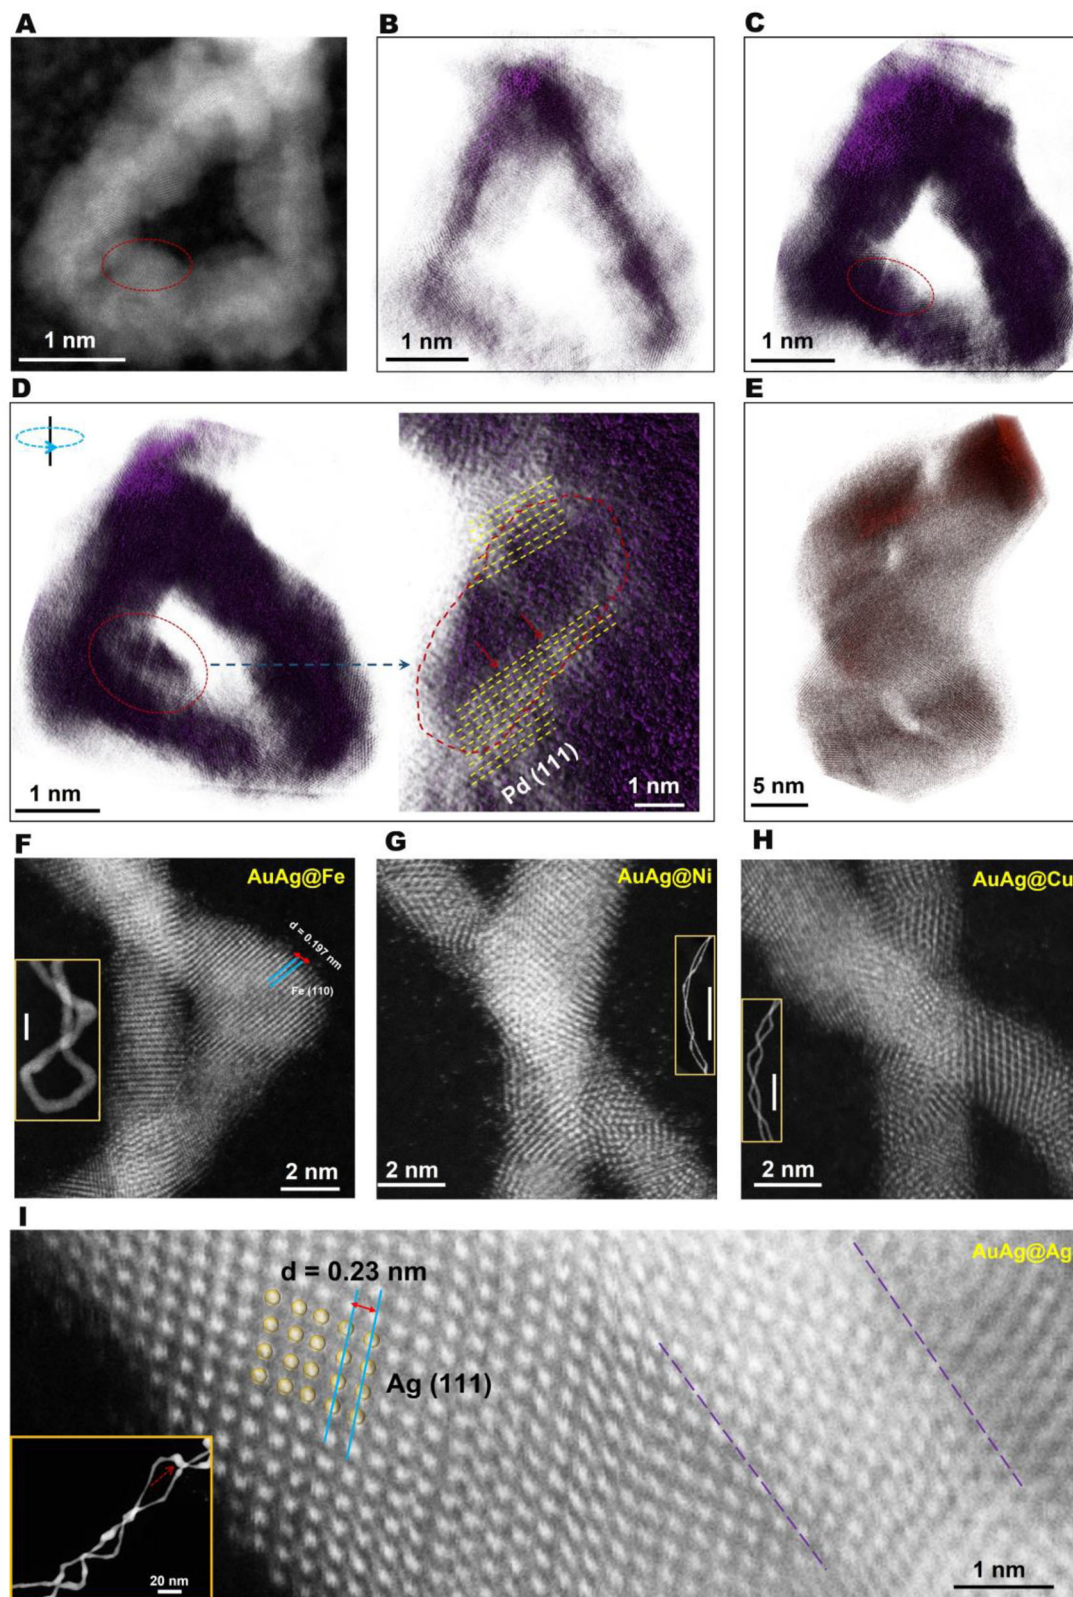 A
1 nm
B
1 nm
C
1 nm
D
1 nm
Pd (111)
1 nm
E
5 nm
F
AuAg@Fe
d = 0.197 nm
Fe (110)
2 nm
G
AuAg@Ni
2 nm
H
AuAg@Cu
2 nm
I
AuAg@Ag
d = 0.23 nm
Ag (111)
20 nm
1 nm